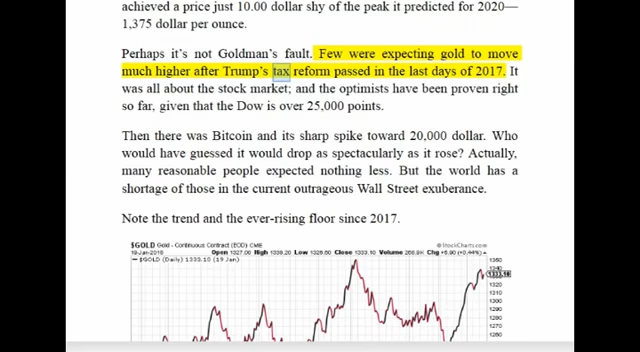 achieved a price just 10.00 dollar shy of the peak it predicted for 2020—
1,375 dollar per ounce.
Perhaps it's not Goldman's fault. Few were expecting gold to move
much higher after Trump's tax reform passed in the last days of 2017. It
was all about the stock market; and the optimists have been proven right
so far, given that the Dow is over 25,000 points.
Then there was Bitcoin and its sharp spike toward 20,000 dollar. Who
would have guessed it would drop as spectacularly as it rose? Actually,
many reasonable people expected nothing less. But the world has a
shortage of those in the current outrageous Wall Street exuberance.
Note the trend and the ever-rising floor since 2017.
$GOLD Gold - Continuous Contract (EOD) CME © StockCharts.com
Open 1327.00 High 1339.20 Low 1326.50 Close 1333.10 Volume Chg +5.90 (+0.44%)
$GOLD (Daily) 1333.10 (19 Jan)
1350
1340
1333.10
1320
1310
1300
1290
1280
1270
1260